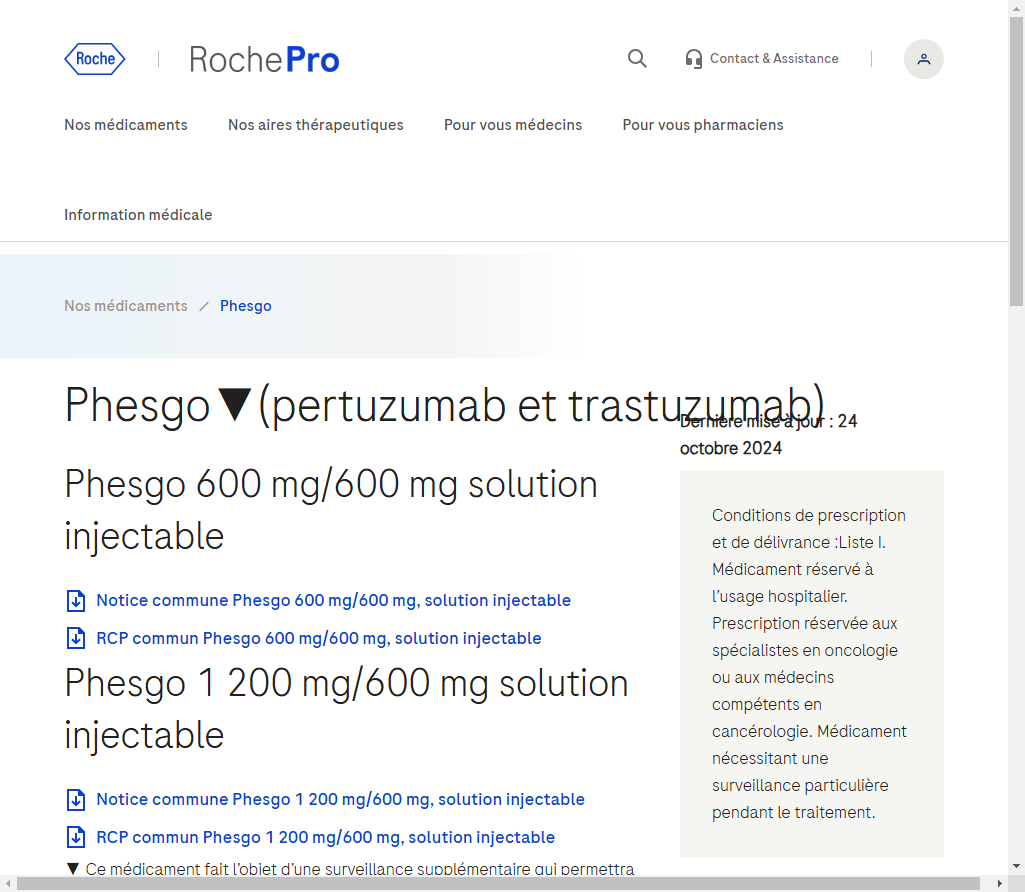 Roche
RochePro
Contact & Assistance
Nos médicaments
Nos aires thérapeutiques
Pour vous médecins
Pour vous pharmaciens
Information médicale
Nos médicaments / Phesgo
Phesgo▼(pertuzumab et trastuzumab)
Dernière mise à jour : 24
octobre 2024
Phesgo 600 mg/600 mg solution
injectable
Notice commune Phesgo 600 mg/600 mg, solution injectable
RCP commun Phesgo 600 mg/600 mg, solution injectable
Phesgo 1 200 mg/600 mg solution
injectable
Notice commune Phesgo 1 200 mg/600 mg, solution injectable
RCP commun Phesgo 1 200 mg/600 mg, solution injectable
▼ Ce médicament fait l’objet d’une surveillance supplémentaire qui permettra
Conditions de prescription
et de délivrance :Liste I.
Médicament réservé à
l’usage hospitalier.
Prescription réservée aux
spécialistes en oncologie
ou aux médecins
compétents en
cancérologie. Médicament
nécessitant une
surveillance particulière
pendant le traitement.